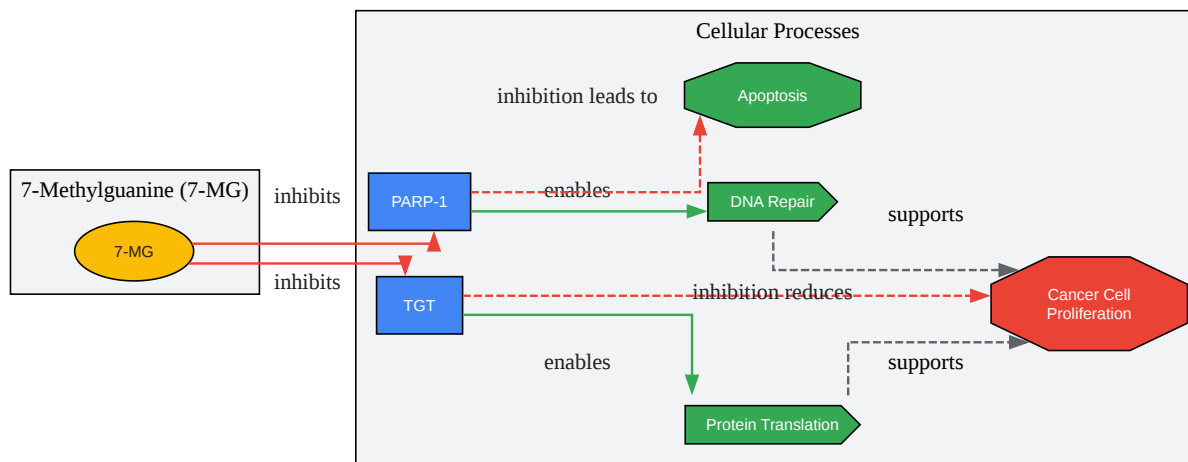 Cellular Processes
inhibition leads to
Apoptosis
7-Methylguanine (7-MG)
inhibits
PARP-1
enables
DNA Repair
supports
7-MG
inhibits
TGT
inhibition reduces
Cancer Cell
Proliferation
enables
supports
Protein Translation